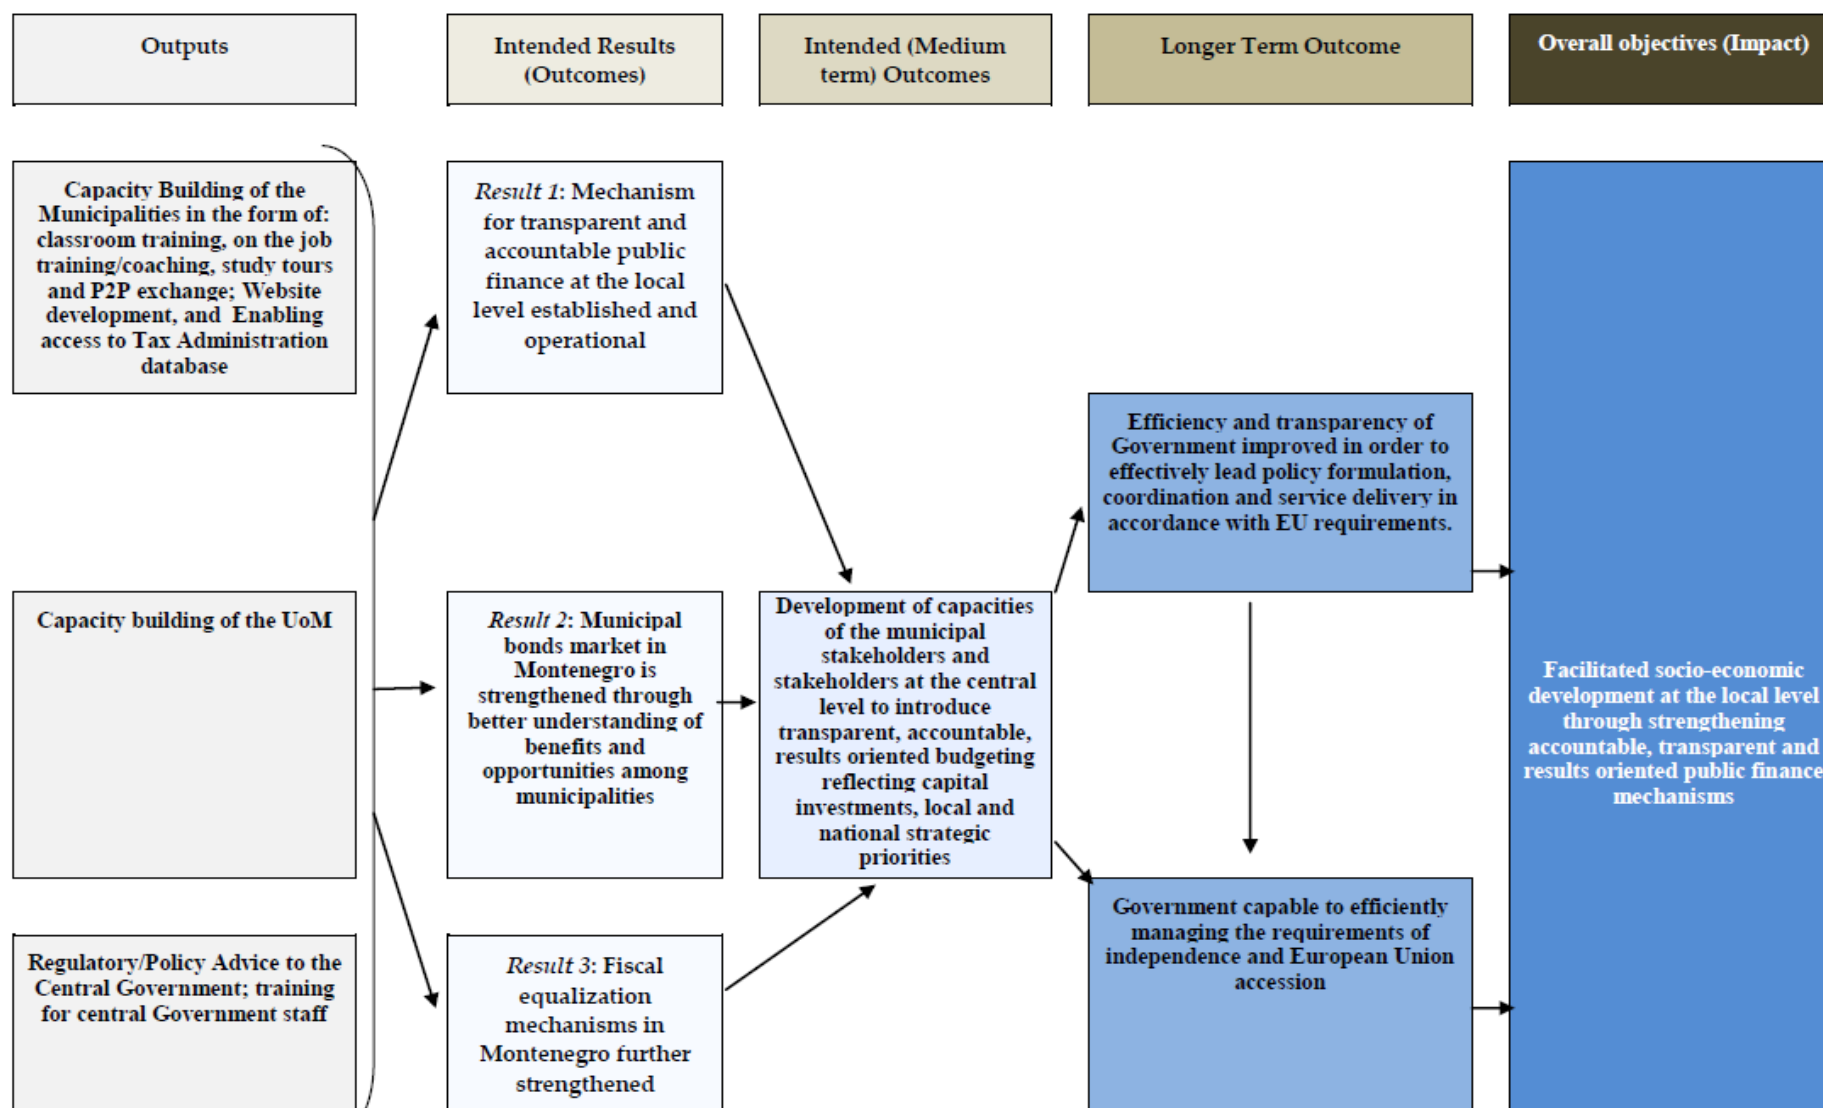 Outputs
Intended Results
(Outcomes)
Intended (Medium
term) Outcomes
Longer Term Outcome
Overall objectives (Impact)
Capacity Building of the
Municipalities in the form of:
classroom training, on the job
training/coaching, study tours
and P2P exchange; Website
development, and Enabling
access to Tax Administration
database
Capacity building of the UoM
Regulatory/Policy Advice to the
Central Government; training
for central Government staff
Result 1: Mechanism
for transparent and
accountable public
finance at the local
level established and
operational
Result 2: Municipal
bonds market in
Montenegro is
strengthened through
better understanding of
benefits and
opportunities among
municipalities
Result 3: Fiscal
equalization
mechanisms in
Montenegro further
strengthened
Development of capacities
of the municipal
stakeholders and
stakeholders at the central
level to introduce
transparent, accountable,
results oriented budgeting
reflecting capital
investments, local and
national strategic
priorities
Efficiency and transparency of
Government improved in order to
effectively lead policy formulation,
coordination and service delivery in
accordance with EU requirements.
Government capable to efficiently
managing the requirements of
independence and European Union
accession
Facilitated socio-economic
development at the local level
through strengthening
accountable, transparent and
results oriented public finance
mechanisms